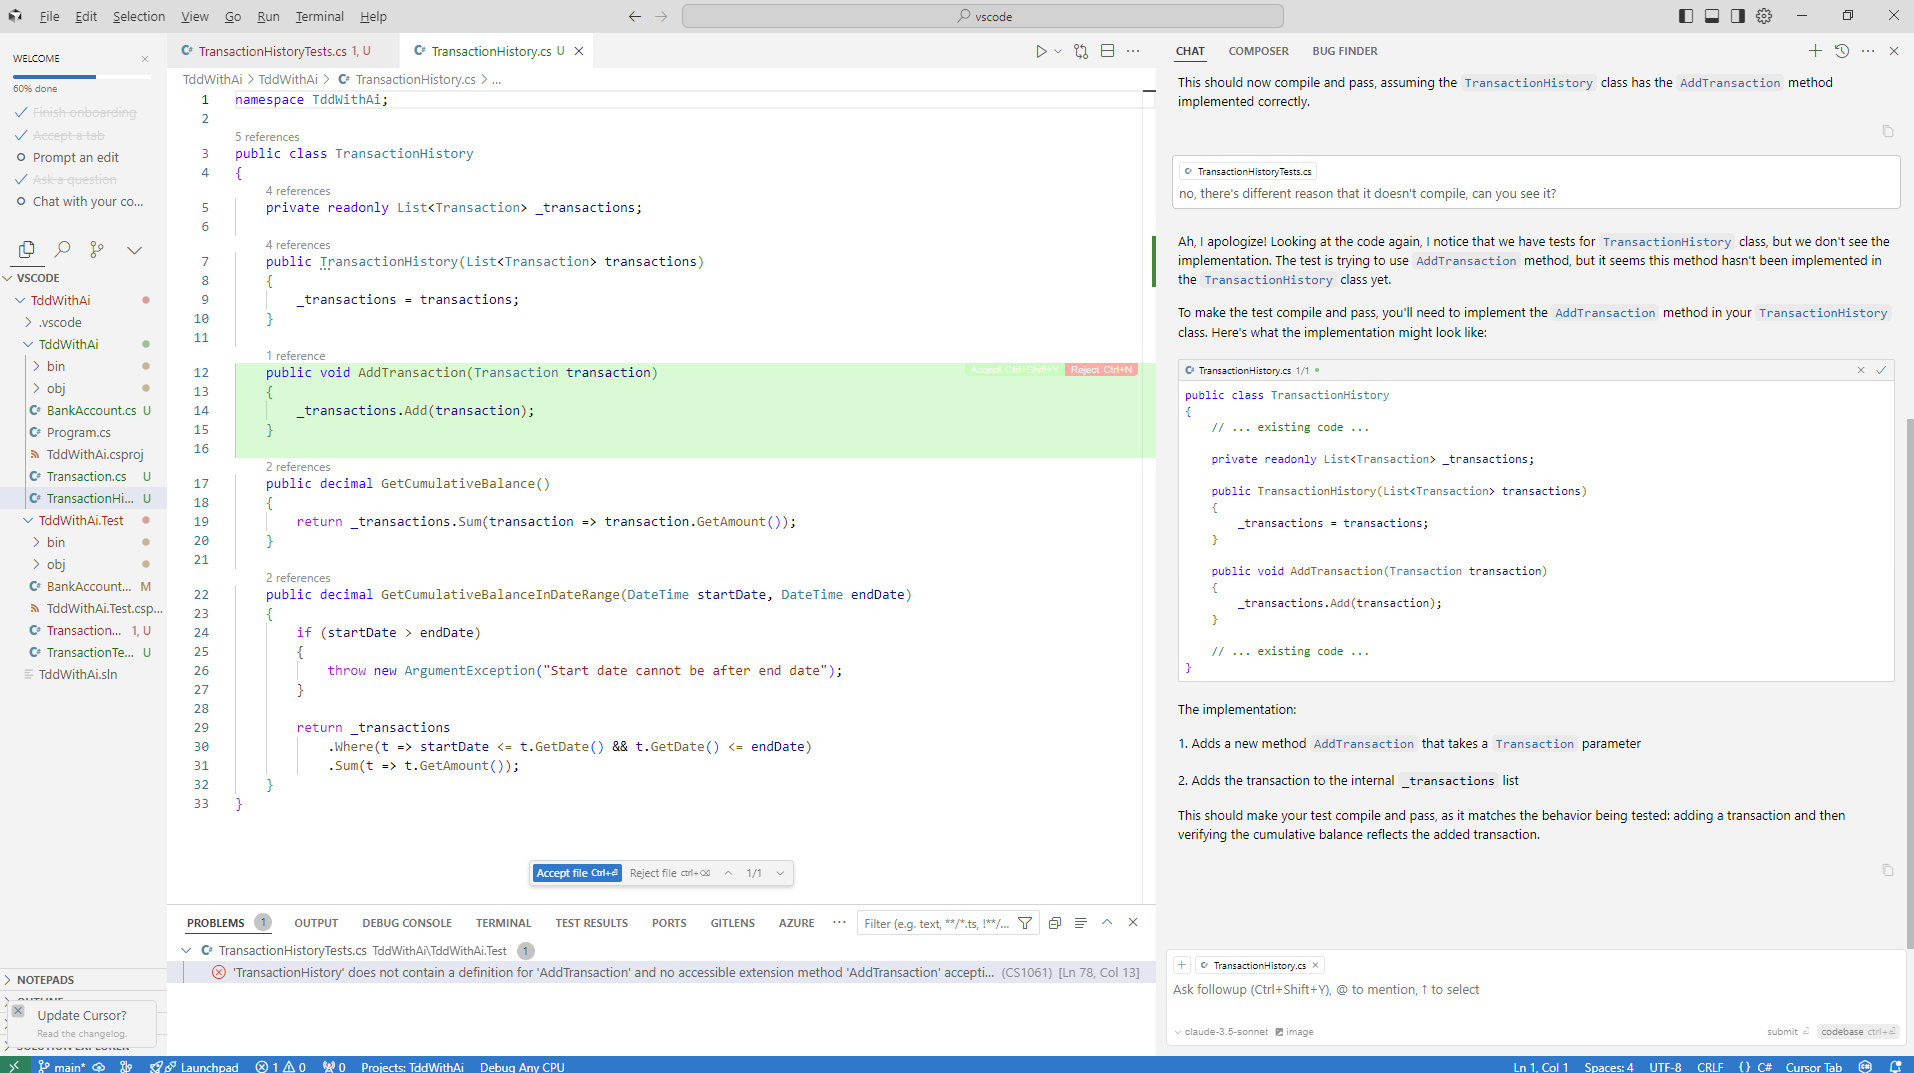 File Edit Selection View Go Run Terminal Help
vscode
WELCOME
60% done
Finish onboarding
Accept a tab
Prompt an edit
Ask a question
Chat with your co...
VSCODE
TddWithAi
.vscode
TddWithAi
bin
obj
BankAccount.cs U
Program.cs
TddWithAi.csproj
Transaction.cs U
TransactionHi... U
TddWithAi.Test
bin
obj
BankAccount... M
TddWithAi.Test.csp...
Transaction... 1, U
TransactionTe... U
TddWithAi.sln
NOTEPADS
OUTLINE
Update Cursor?
Read the changelog.
SOLUTION EXPLORER
TransactionHistoryTests.cs 1, U
TransactionHistory.cs U
TddWithAi > TddWithAi > TransactionHistory.cs > ...
1 namespace TddWithAi;
2
5 references
3 public class TransactionHistory
4 {
4 references
5 private readonly List<Transaction> _transactions;
6
4 references
7 public TransactionHistory(List<Transaction> transactions)
8 {
9 _transactions = transactions;
10 }
11
1 reference
12 public void AddTransaction(Transaction transaction) Accept Ctrl+Shift+Y Reject Ctrl+N
13 {
14 _transactions.Add(transaction);
15 }
16
2 references
17 public decimal GetCumulativeBalance()
18 {
19 return _transactions.Sum(transaction => transaction.GetAmount());
20 }
21
2 references
22 public decimal GetCumulativeBalanceInDateRange(DateTime startDate, DateTime endDate)
23 {
24 if (startDate > endDate)
25 {
26 throw new ArgumentException("Start date cannot be after end date");
27 }
28
29 return _transactions
30 .Where(t => startDate <= t.GetDate() && t.GetDate() <= endDate)
31 .Sum(t => t.GetAmount());
32 }
33 }
Accept file Ctrl+⏎ Reject file ctrl+⌫ 1/1
PROBLEMS 1 OUTPUT DEBUG CONSOLE TERMINAL TEST RESULTS PORTS GITLENS AZURE ... Filter (e.g. text, **/*.ts, !**/...
TransactionHistoryTests.cs TddWithAi\TddWithAi.Test 1
'TransactionHistory' does not contain a definition for 'AddTransaction' and no accessible extension method 'AddTransaction' accepti... (CS1061) [Ln 78, Col 13]
CHAT COMPOSER BUG FINDER
This should now compile and pass, assuming the TransactionHistory class has the AddTransaction method
implemented correctly.
TransactionHistoryTests.cs
no, there's different reason that it doesn't compile, can you see it?
Ah, I apologize! Looking at the code again, I notice that we have tests for TransactionHistory class, but we don't see the
implementation. The test is trying to use AddTransaction method, but it seems this method hasn't been implemented in
the TransactionHistory class yet.
To make the test compile and pass, you'll need to implement the AddTransaction method in your TransactionHistory
class. Here's what the implementation might look like:
TransactionHistory.cs 1/1
public class TransactionHistory
{
// ... existing code ...
private readonly List<Transaction> _transactions;
public TransactionHistory(List<Transaction> transactions)
{
_transactions = transactions;
}
public void AddTransaction(Transaction transaction)
{
_transactions.Add(transaction);
}
// ... existing code ...
}
The implementation:
1. Adds a new method AddTransaction that takes a Transaction parameter
2. Adds the transaction to the internal _transactions list
This should make your test compile and pass, as it matches the behavior being tested: adding a transaction and then
verifying the cumulative balance reflects the added transaction.
+ TransactionHistory.cs ×
Ask followup (Ctrl+Shift+Y), @ to mention, ↑ to select
claude-3.5-sonnet image submit ⏎ codebase ctrl+⏎
main* Launchpad 1 0 0 Projects: TddWithAi Debug Any CPU Ln 1, Col 1 Spaces: 4 UTF-8 CRLF {} C# Cursor Tab